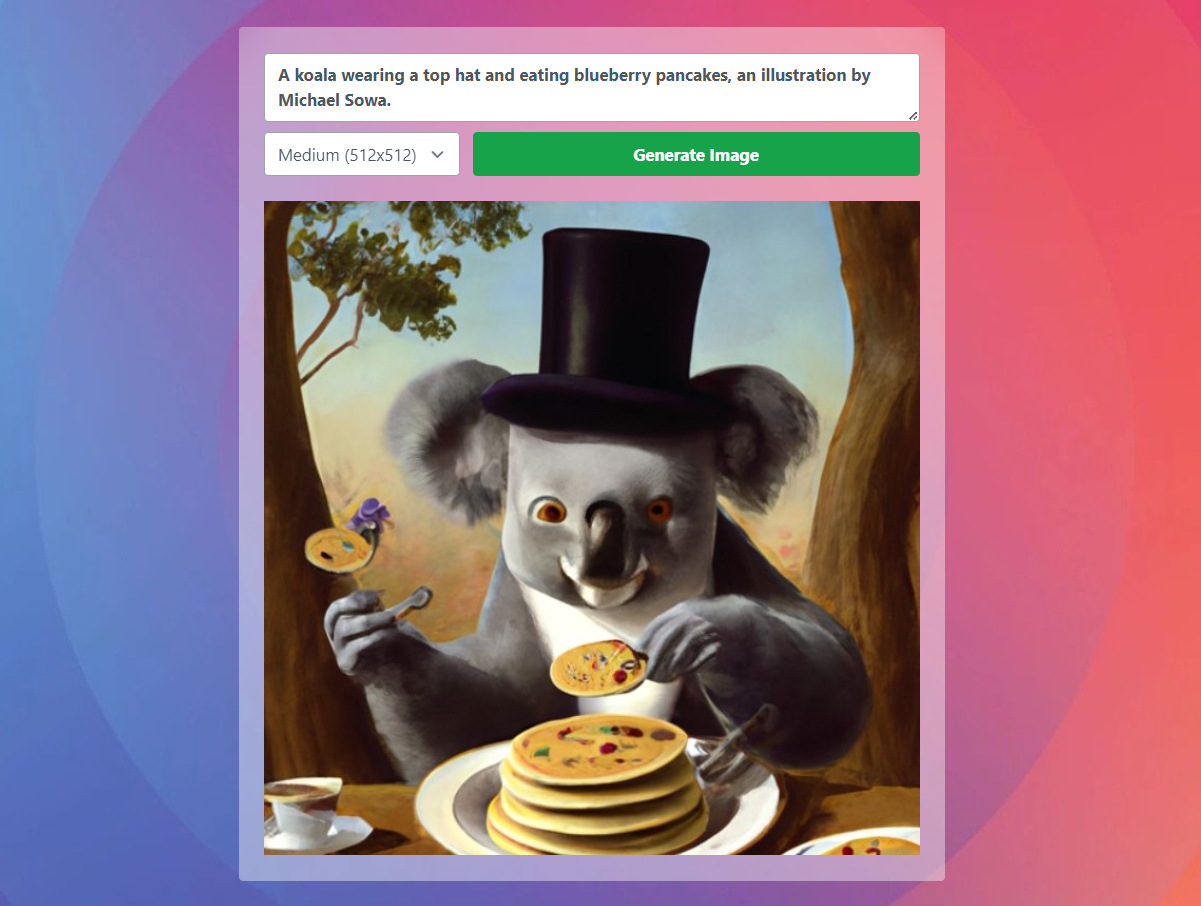 A koala wearing a top hat and eating blueberry pancakes, an illustration by
Michael Sowa.
Medium (512x512)
Generate Image